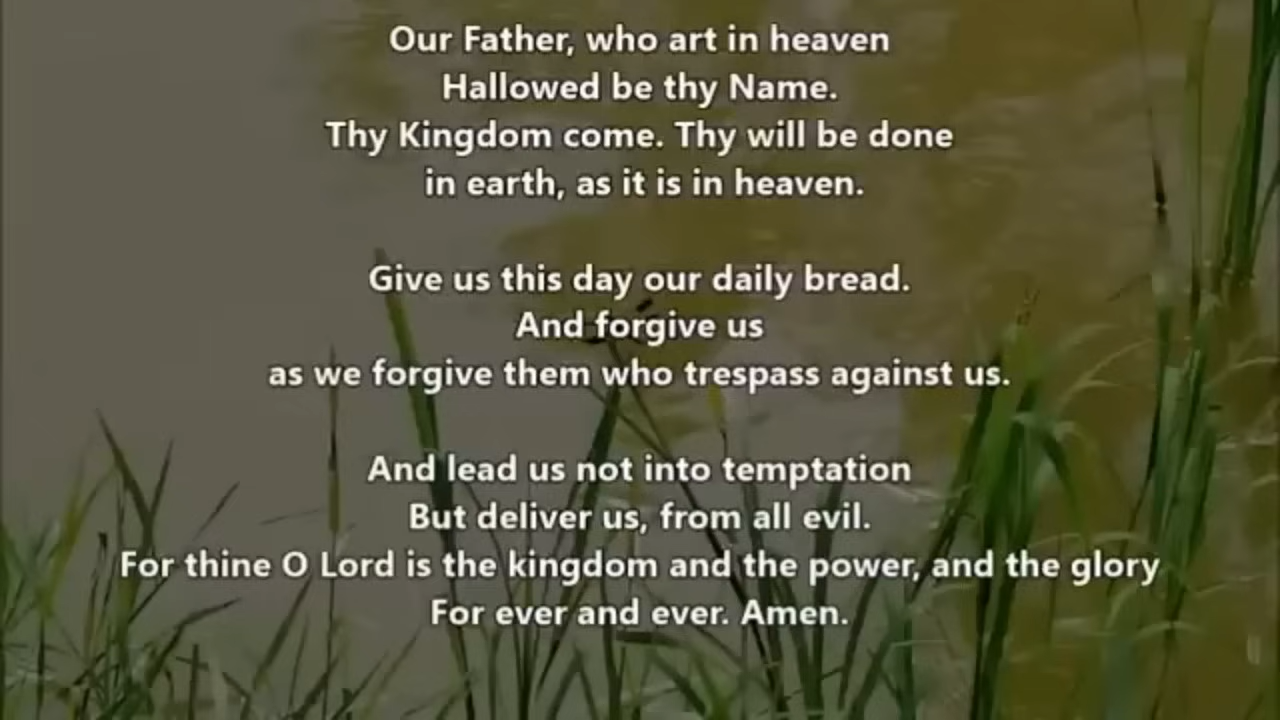 Our Father, who art in heaven
Hallowed be thy Name.
Thy Kingdom come. Thy will be done
in earth, as it is in heaven.
Give us this day our daily bread.
And forgive us
as we forgive them who trespass against us.
And lead us not into temptation
But deliver us, from all evil.
For thine O Lord is the kingdom and the power, and the glory
For ever and ever. Amen.